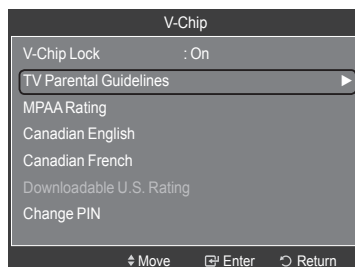 V-Chip
V-Chip Lock : On
TV Parental Guidelines
MPAA Rating
Canadian English
Canadian French
Downloadable U.S. Rating
Change PIN
Move Enter Return